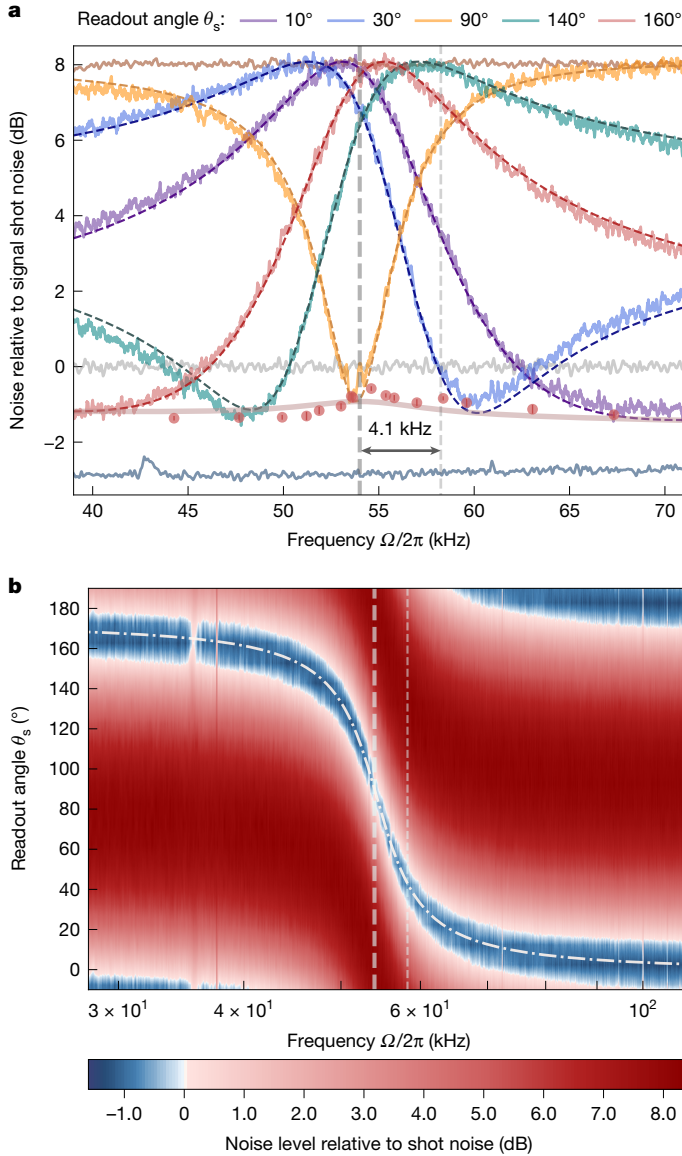 a
Readout angle θs: 10° 30° 90° 140° 160°
8
6
4
2
0
−2
Noise relative to signal shot noise (dB)
4.1 kHz
40 45 50 55 60 65 70
Frequency Ω/2π (kHz)
b
180
160
140
120
100
80
60
40
20
0
Readout angle θs (°)
3 × 10¹ 4 × 10¹ 6 × 10¹ 10²
Frequency Ω/2π (kHz)
−1.0 0 1.0 2.0 30.0 4.0 5.0 6.0 7.0 8.0
Noise level relative to shot noise (dB)